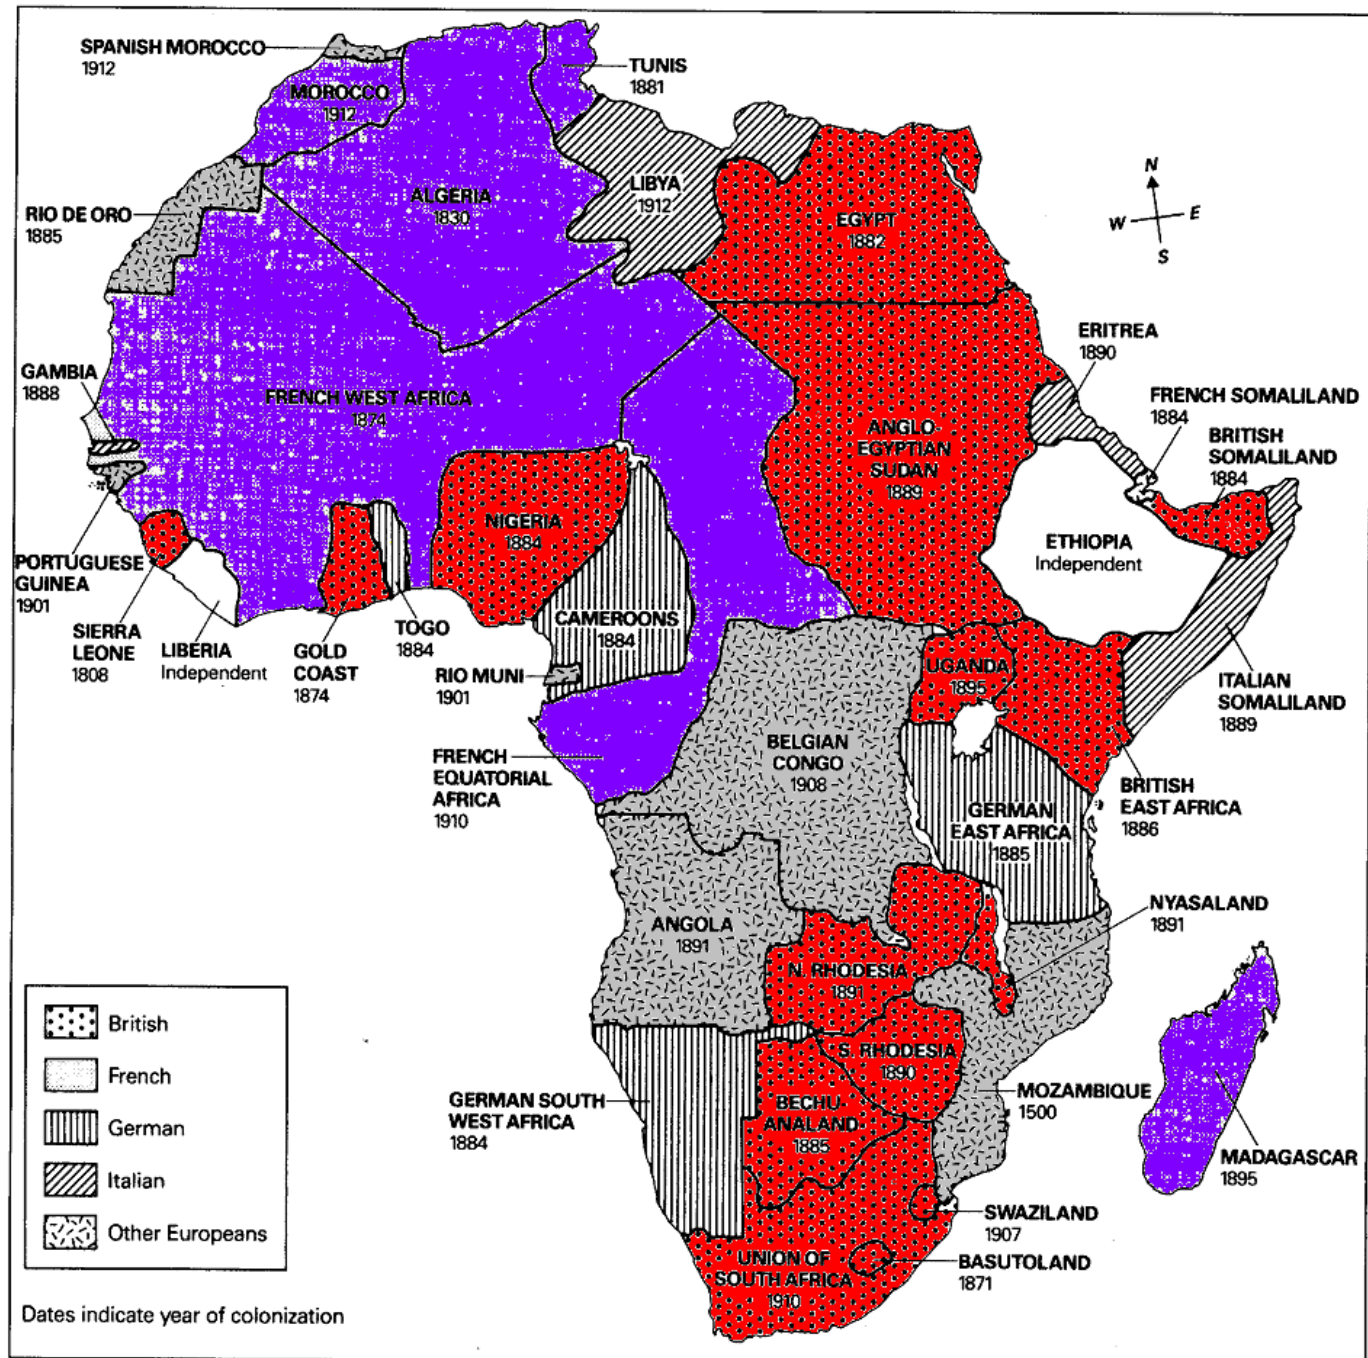 SPANISH MOROCCO
1912
MOROCCO
1912
TUNIS
1881
ALGERIA
1830
LIBYA
1912
EGYPT
1882
N
W
E
S
RIO DE ORO
1885
ERITREA
1890
GAMBIA
1888
FRENCH WEST AFRICA
1874
FRENCH SOMALILAND
1884
ANGLO-
EGYPTIAN
SUDAN
1889
BRITISH
SOMALILAND
1884
NIGERIA
1884
ETHIOPIA
Independent
PORTUGUESE
GUINEA
1901
SIERRA
LEONE
1808
LIBERIA
Independent
GOLD
COAST
1874
TOGO
1884
CAMEROONS
1884
RIO MUNI
1901
UGANDA
1895
ITALIAN
SOMALILAND
1889
FRENCH
EQUATORIAL
AFRICA
1910
BELGIAN
CONGO
1908
BRITISH
EAST AFRICA
1886
GERMAN
EAST AFRICA
1885
NYASALAND
1891
ANGOLA
1891
N. RHODESIA
1891
S. RHODESIA
1890
GERMAN SOUTH
WEST AFRICA
1884
BECHU-
ANALAND
1885
MOZAMBIQUE
1500
MADAGASCAR
1895
SWAZILAND
1907
BASUTOLAND
1871
UNION OF
SOUTH AFRICA
1910
British
French
German
Italian
Other Europeans
Dates indicate year of colonization